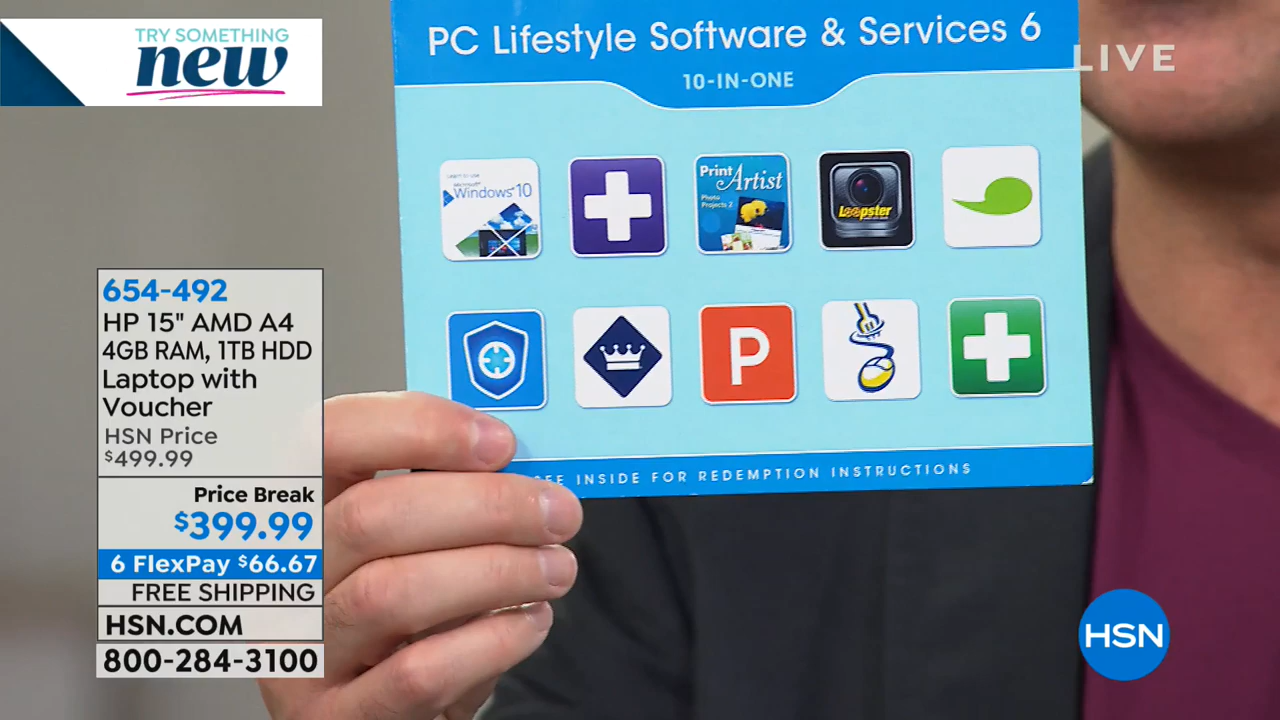 TRY SOMETHING
new
PC Lifestyle Software & Services 6
10-IN-ONE
LIVE
Windows 10
Print
Artist
Photo
Projects 2
Loopster
P
INSIDE FOR REDEMPTION INSTRUCTIONS
654-492
HP 15" AMD A4
4GB RAM, 1TB HDD
Laptop with
Voucher
HSN Price
$499.99
Price Break
$399.99
6 FlexPay $66.67
FREE SHIPPING
HSN.COM
800-284-3100
HSN